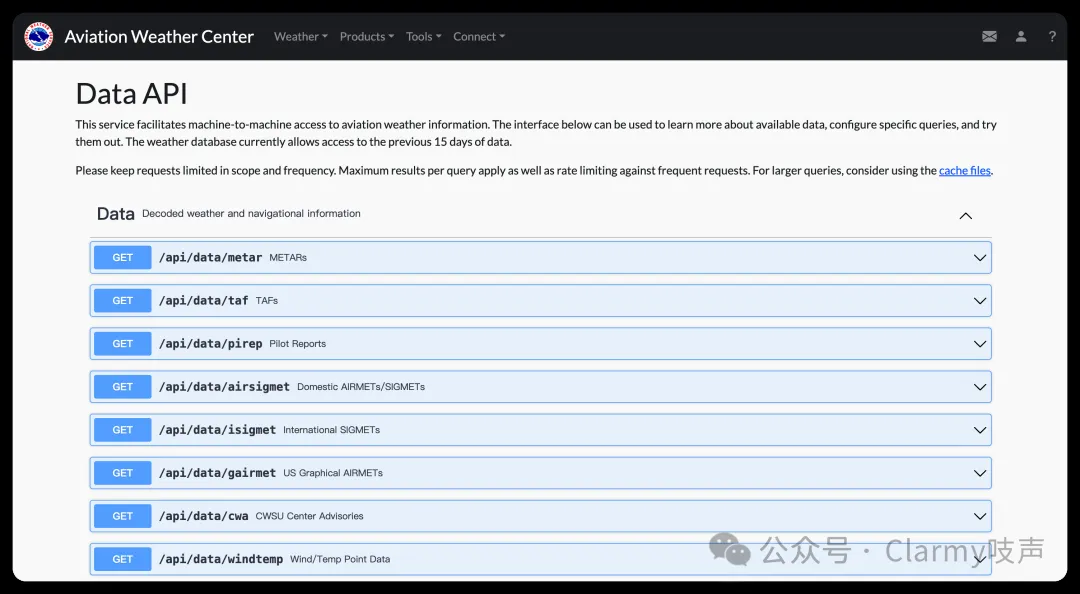 Aviation Weather Center Weather Products Tools Connect ?
Data API
This service facilitates machine-to-machine access to aviation weather information. The interface below can be used to learn more about available data, configure specific queries, and try
them out. The weather database currently allows access to the previous 15 days of data.
Please keep requests limited in scope and frequency. Maximum results per query apply as well as rate limiting against frequent requests. For larger queries, consider using the cache files.
Data Decoded weather and navigational information
GET /api/data/metar METARs
GET /api/data/taf TAFs
GET /api/data/pirep Pilot Reports
GET /api/data/airsigmet Domestic AIRMETs/SIGMETs
GET /api/data/isigmet International SIGMETs
GET /api/data/gairmet US Graphical AIRMETs
GET /api/data/cwa CWSU Center Advisories
GET /api/data/windtemp Wind/Temp Point Data
公众号 · Clarmy吱声